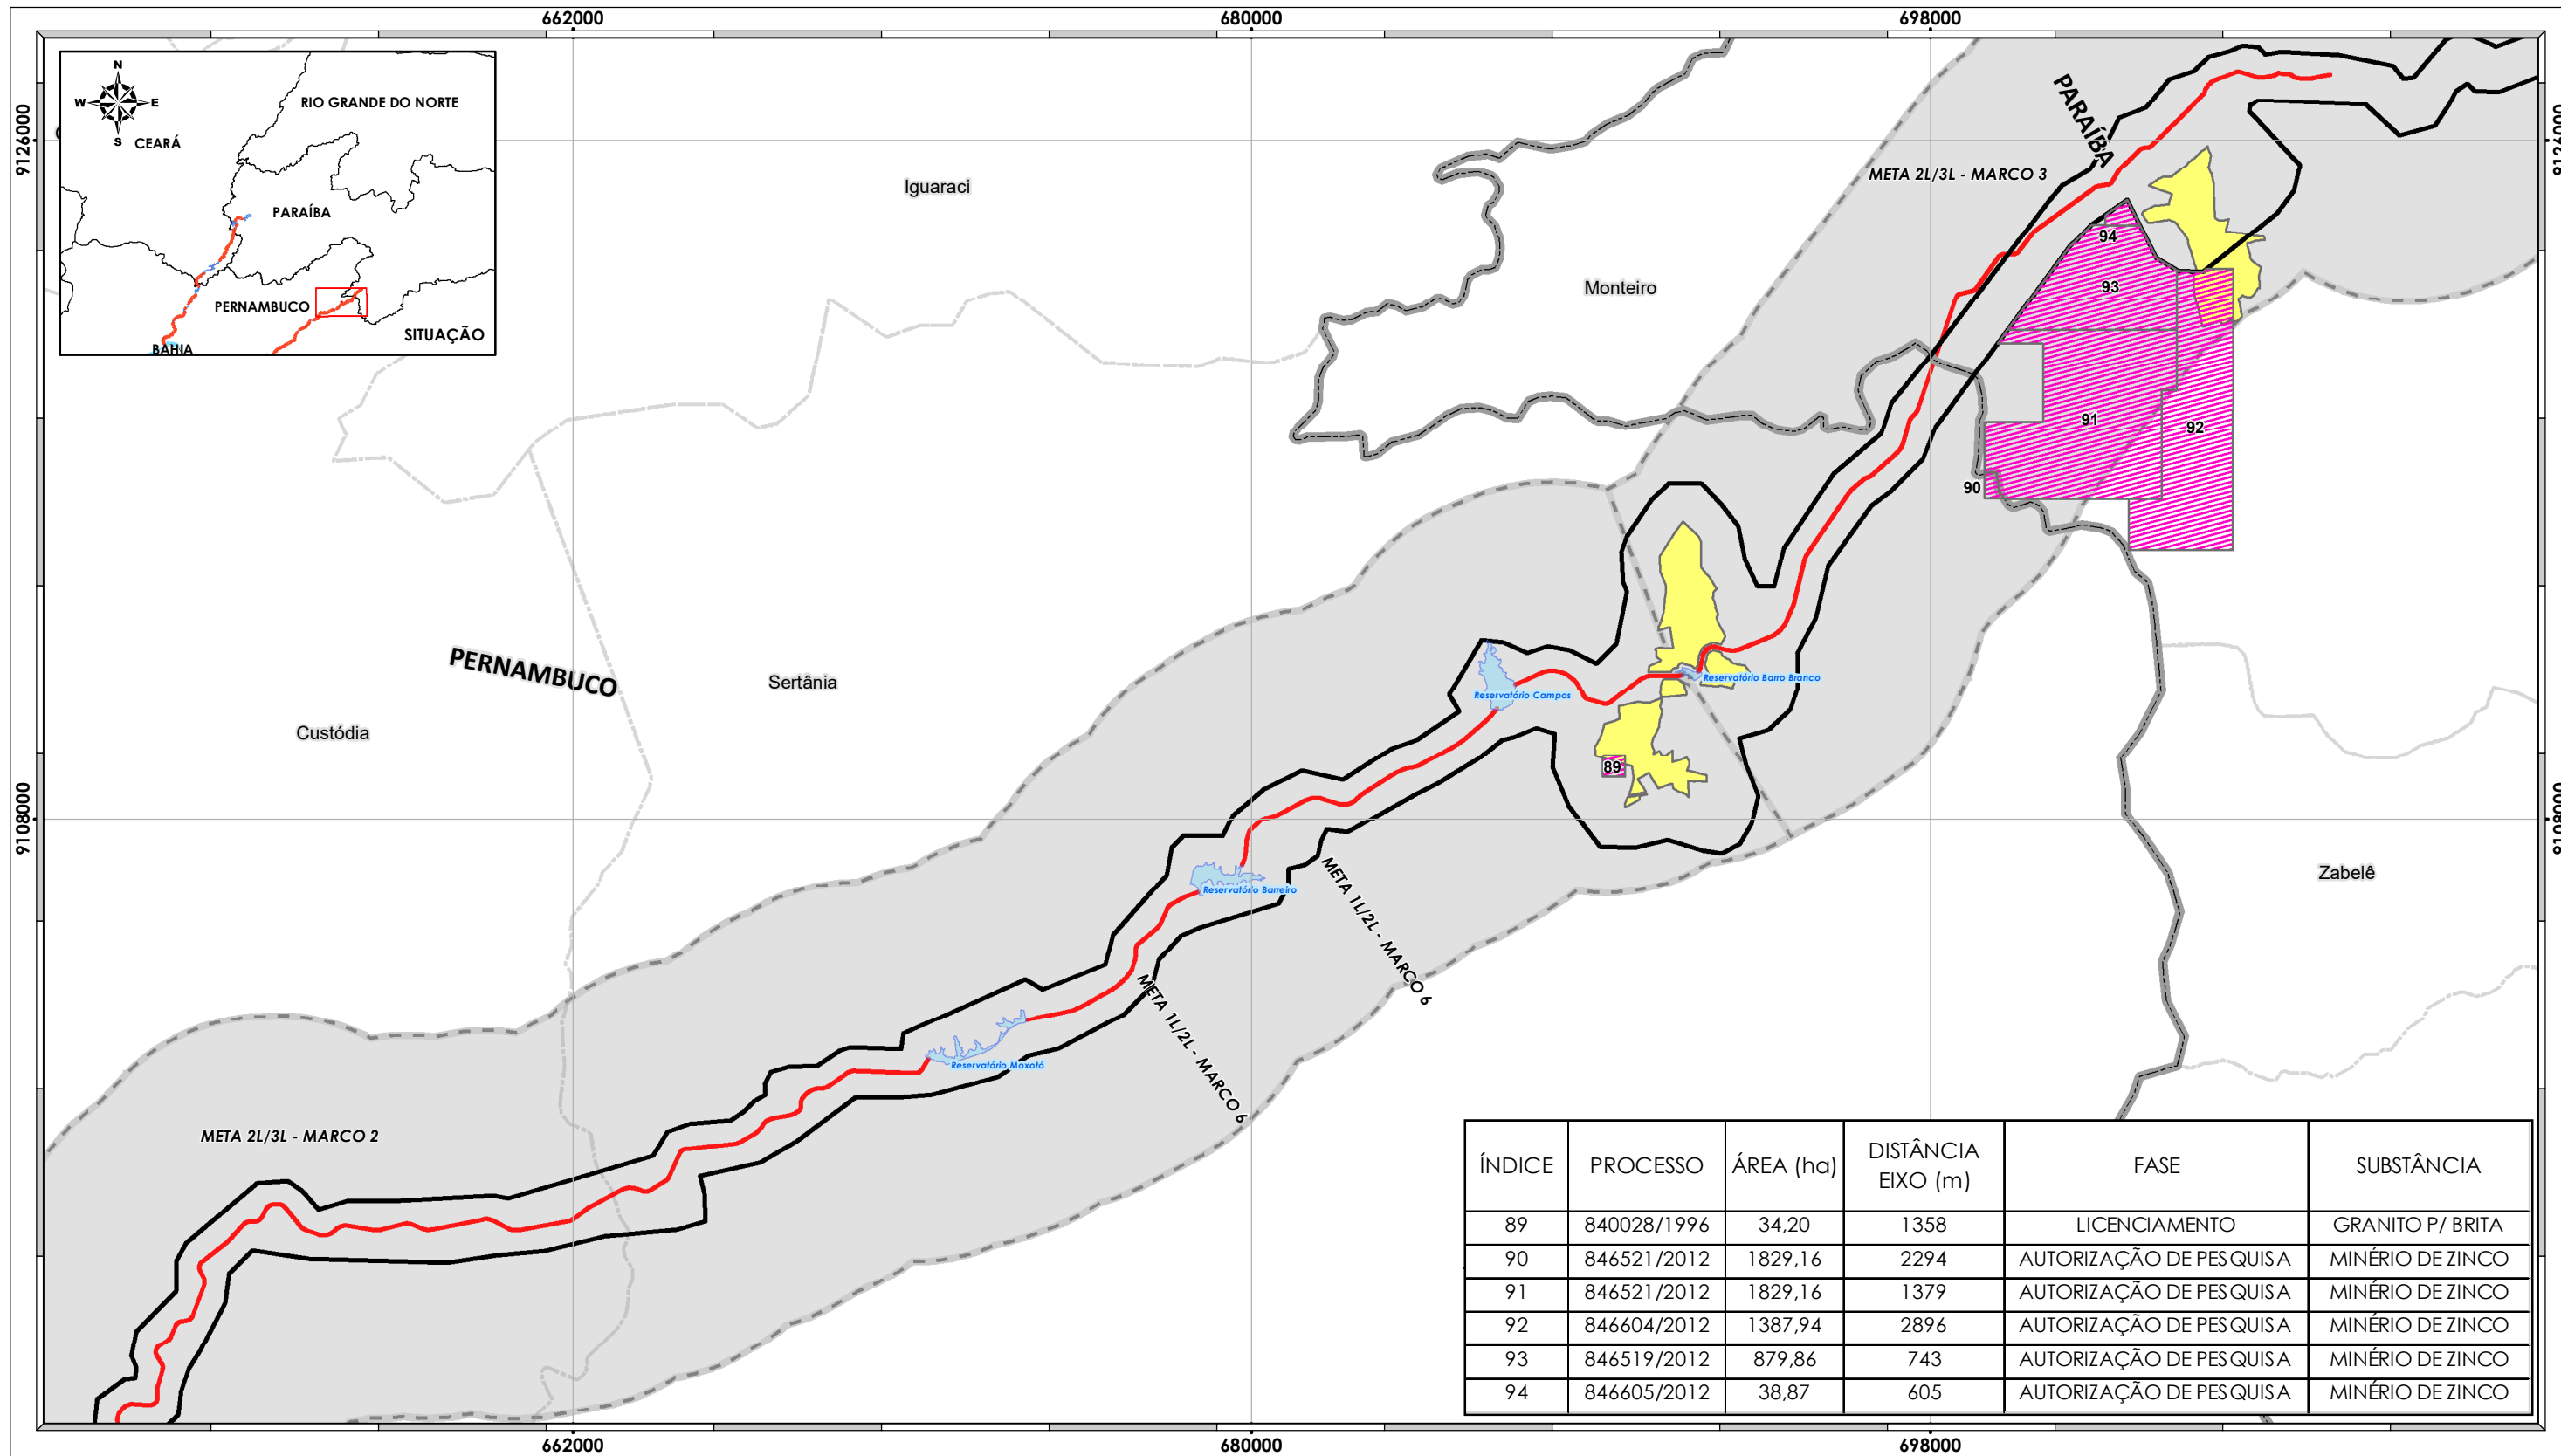 662000
680000
698000
9126000
9126000
N
W
E
S
CEARÁ
RIO GRANDE DO NORTE
PARAÍBA
PERNAMBUCO
SITUAÇÃO
BAHIA
PARAÍBA
META 2L/3L - MARCO 3
Iguaraci
Monteiro
94
93
91
92
90
PERNAMBUCO
Sertânia
Custódia
Reservatório Campos
Reservatório Barro Branco
89
9108000
9108000
Reservatório Barreiro
META 1L/2L - MARCO 6
Zabelê
META 1L/2L - MARCO 6
Reservatório Moxotó
META 2L/3L - MARCO 2
ÍNDICE PROCESSO ÁREA (ha) DISTÂNCIA EIXO (m) FASE SUBSTÂNCIA
89 840028/1996 34,20 1358 LICENCIAMENTO GRANITO P/ BRITA
90 846521/2012 1829,16 2294 AUTORIZAÇÃO DE PESQUISA MINÉRIO DE ZINCO
91 846521/2012 1829,16 1379 AUTORIZAÇÃO DE PESQUISA MINÉRIO DE ZINCO
92 846604/2012 1387,94 2896 AUTORIZAÇÃO DE PESQUISA MINÉRIO DE ZINCO
93 846519/2012 879,86 743 AUTORIZAÇÃO DE PESQUISA MINÉRIO DE ZINCO
94 846605/2012 38,87 605 AUTORIZAÇÃO DE PESQUISA MINÉRIO DE ZINCO
662000
680000
698000